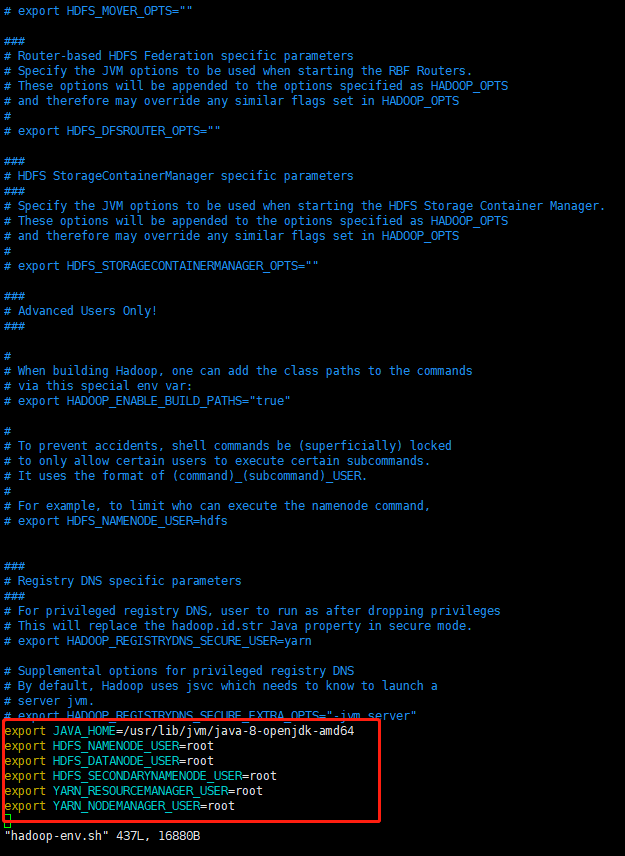 # export HDFS_MOVER_OPTS=""
###
# Router-based HDFS Federation specific parameters
# Specify the JVM options to be used when starting the RBF Routers.
# These options will be appended to the options specified as HADOOP_OPTS
# and therefore may override any similar flags set in HADOOP_OPTS
#
# export HDFS_DFSROUTER_OPTS=""
###
# HDFS StorageContainerManager specific parameters
###
# Specify the JVM options to be used when starting the HDFS Storage Container Manager.
# These options will be appended to the options specified as HADOOP_OPTS
# and therefore may override any similar flags set in HADOOP_OPTS
#
# export HDFS_STORAGECONTAINERMANAGER_OPTS=""
###
# Advanced Users Only!
###
#
# When building Hadoop, one can add the class paths to the commands
# via this special env var:
# export HADOOP_ENABLE_BUILD_PATHS="true"
#
# To prevent accidents, shell commands be (superficially) locked
# to only allow certain users to execute certain subcommands.
# It uses the format of (command)_(subcommand)_USER.
#
# For example, to limit who can execute the namenode command,
# export HDFS_NAMENODE_USER=hdfs
###
# Registry DNS specific parameters
###
# For privileged registry DNS, user to run as after dropping privileges
# This will replace the hadoop.id.str Java property in secure mode.
# export HADOOP_REGISTRYDNS_SECURE_USER=yarn
# Supplemental options for privileged registry DNS
# By default, Hadoop uses jsvc which needs to know to launch a
# server jvm.
# export HADOOP_REGISTRYDNS_SECURE_EXTRA_OPTS="-jvm server"
export JAVA_HOME=/usr/lib/jvm/java-8-openjdk-amd64
export HDFS_NAMENODE_USER=root
export HDFS_DATANODE_USER=root
export HDFS_SECONDARYNAMENODE_USER=root
export YARN_RESOURCEMANAGER_USER=root
export YARN_NODEMANAGER_USER=root
"hadoop-env.sh" 437L, 16880B